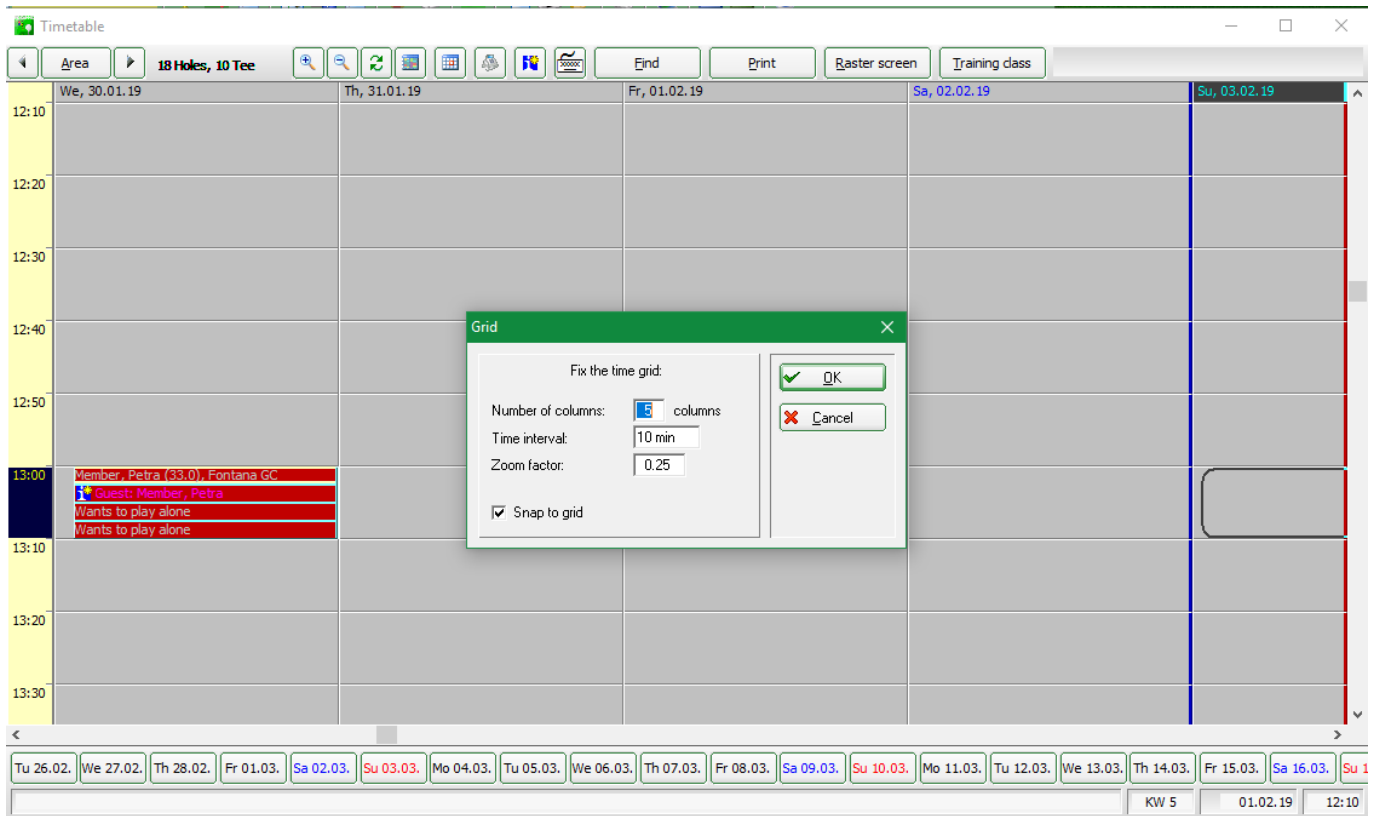 Timetable
Area 18 Holes, 10 Tee Find Print Raster screen Training class
We, 30.01.19 Th, 31.01.19 Fr, 01.02.19 Sa, 02.02.19 Su, 03.02.19
12:10
12:20
12:30
12:40
Grid
Fix the time grid:
OK
Number of columns: 5 columns
Cancel
Time interval: 10 min
Zoom factor: 0.25
Snap to grid
12:50
13:00 Member, Petra (33.0), Fontana GC
Guest: Member, Petra
Wants to play alone
Wants to play alone
13:10
13:20
13:30
Tu 26.02. We 27.02. Th 28.02. Fr 01.03. Sa 02.03. Su 03.03. Mo 04.03. Tu 05.03. We 06.03. Th 07.03. Fr 08.03. Sa 09.03. Su 10.03. Mo 11.03. Tu 12.03. We 13.03. Th 14.03. Fr 15.03. Sa 16.03. Su 1
KW 5 01.02.19 12:10